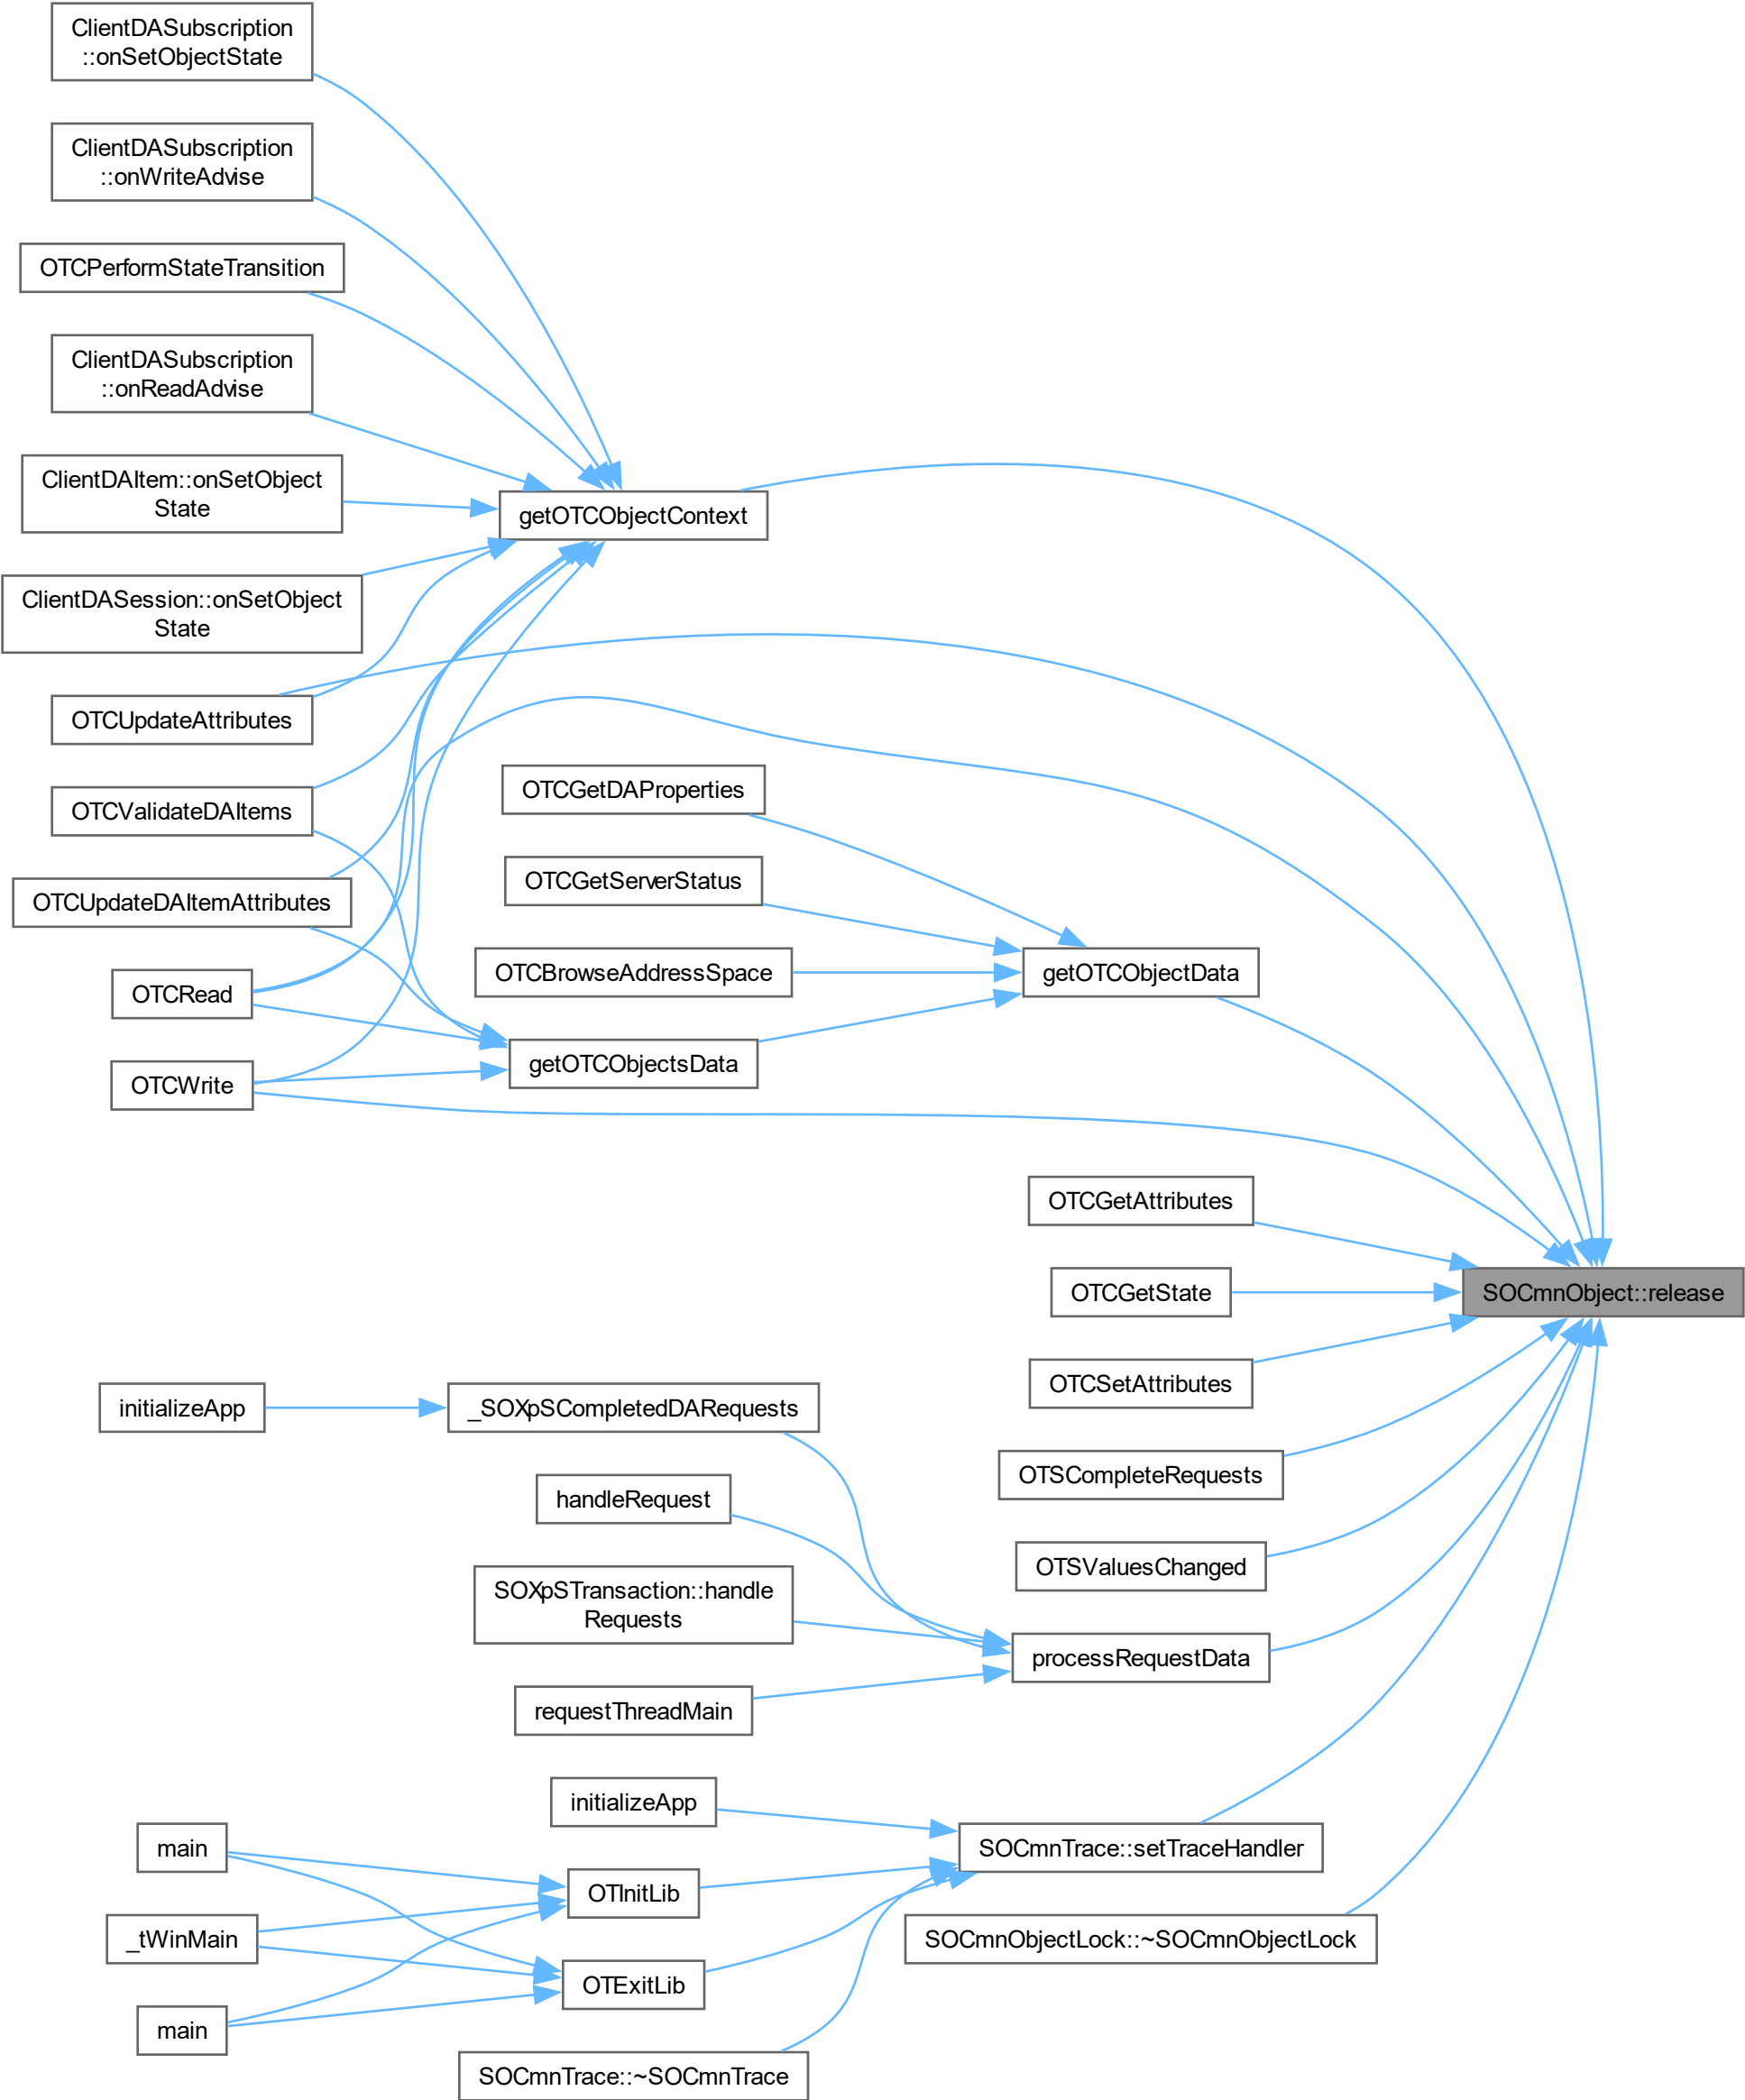 ClientDASubscription
::onSetObjectState
ClientDASubscription
::onWriteAdvise
OTCPerformStateTransition
ClientDASubscription
::onReadAdvise
ClientDAItem::onSetObject
State
getOTCObjectContext
ClientDASession::onSetObject
State
OTCUpdateAttributes
OTCGetDAProperties
OTCValidateDAItems
OTCGetServerStatus
OTCUpdateDAItemAttributes
OTCBrowseAddressSpace
getOTCObjectData
OTCRead
getOTCObjectsData
OTCWrite
OTCGetAttributes
OTCGetState
SOCmnObject::release
OTCSetAttributes
initializeApp
_SOXpSCompletedDARequests
OTSCompleteRequests
handleRequest
OTSValuesChanged
SOXpSTransaction::handle
Requests
processRequestData
requestThreadMain
initializeApp
SOCmnTrace::setTraceHandler
main
OTInitLib
_tWinMain
SOCmnObjectLock::~SOCmnObjectLock
OTExitLib
main
SOCmnTrace::~SOCmnTrace